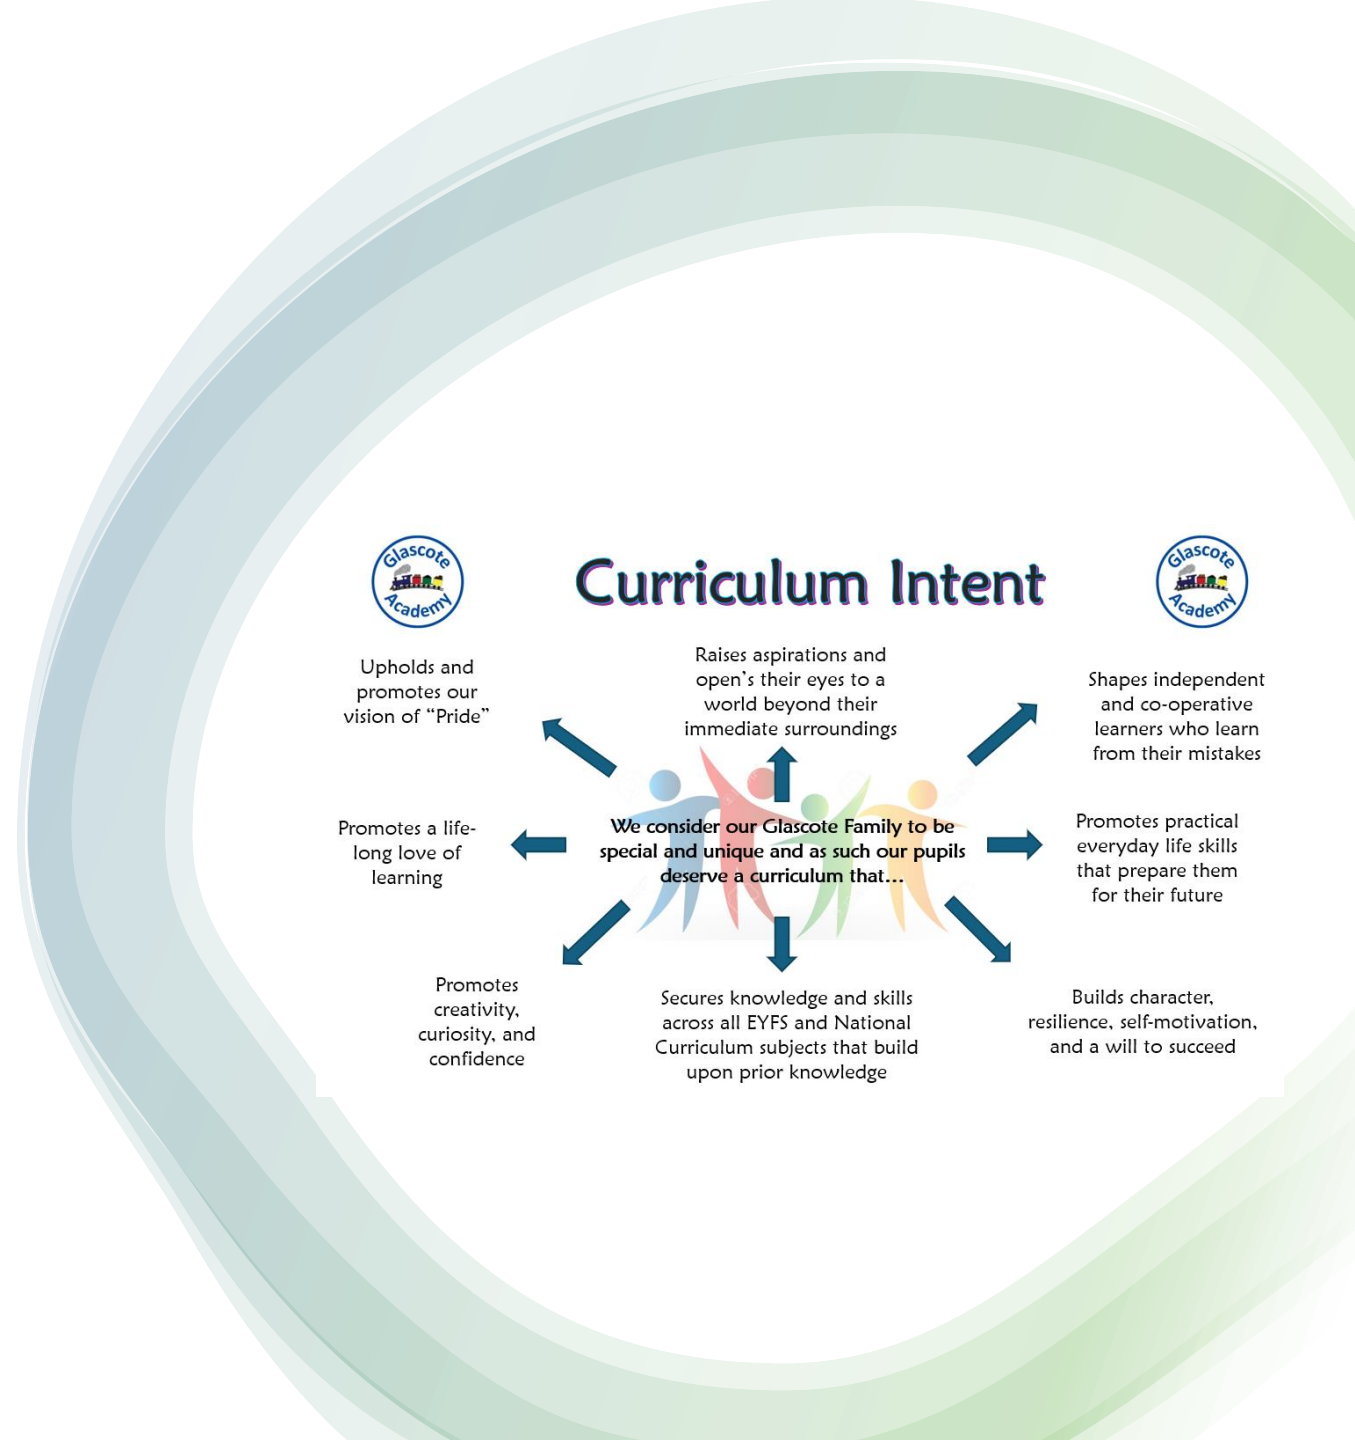 Glascote
Academy
Curriculum Intent
Glascote
Academy
Upholds and
promotes our
vision of “Pride”
Raises aspirations and
open’s their eyes to a
world beyond their
immediate surroundings
Shapes independent
and co-operative
learners who learn
from their mistakes
Promotes a life-
long love of
learning
We consider our Glascote Family to be
special and unique and as such our pupils
deserve a curriculum that...
Promotes practical
everyday life skills
that prepare them
for their future
Promotes
creativity,
curiosity, and
confidence
Secures knowledge and skills
across all EYFS and National
Curriculum subjects that build
upon prior knowledge
Builds character,
resilience, self-motivation,
and a will to succeed